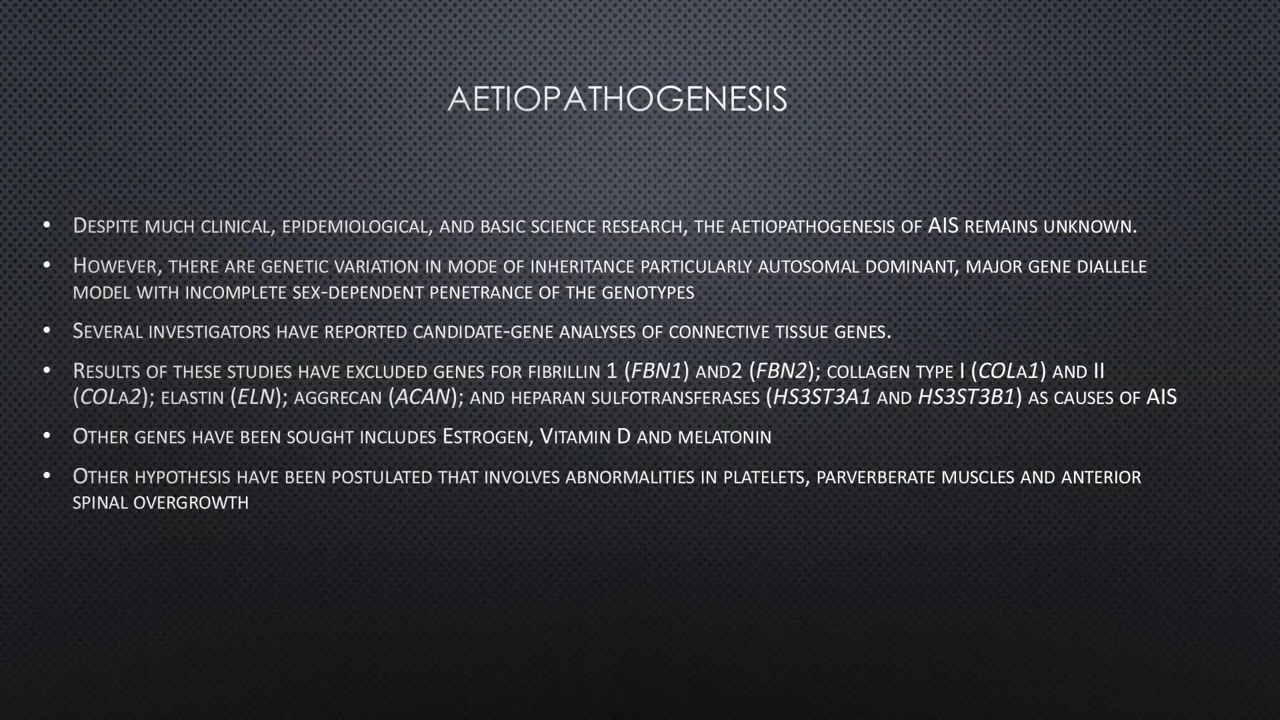 AETIOPATHOGENESIS
• Despite much clinical, epidemiological, and basic science research, the aetiopathogenesis of AIS remains unknown.
• However, there are genetic variation in mode of inheritance particularly autosomal dominant, major gene diallele
model with incomplete sex-dependent penetrance of the genotypes
• Several investigators have reported candidate-gene analyses of connective tissue genes.
• Results of these studies have excluded genes for fibrillin 1 (FBN1) and2 (FBN2); collagen type I (COLa1) and II
(COLa2); elastin (ELN); aggrecan (ACAN); and heparan sulfotransferases (HS3ST3A1 and HS3ST3B1) as causes of AIS
• Other genes have been sought includes Estrogen, Vitamin D and melatonin
• Other hypothesis have been postulated that involves abnormalities in platelets, parverberate muscles and anterior
spinal overgrowth